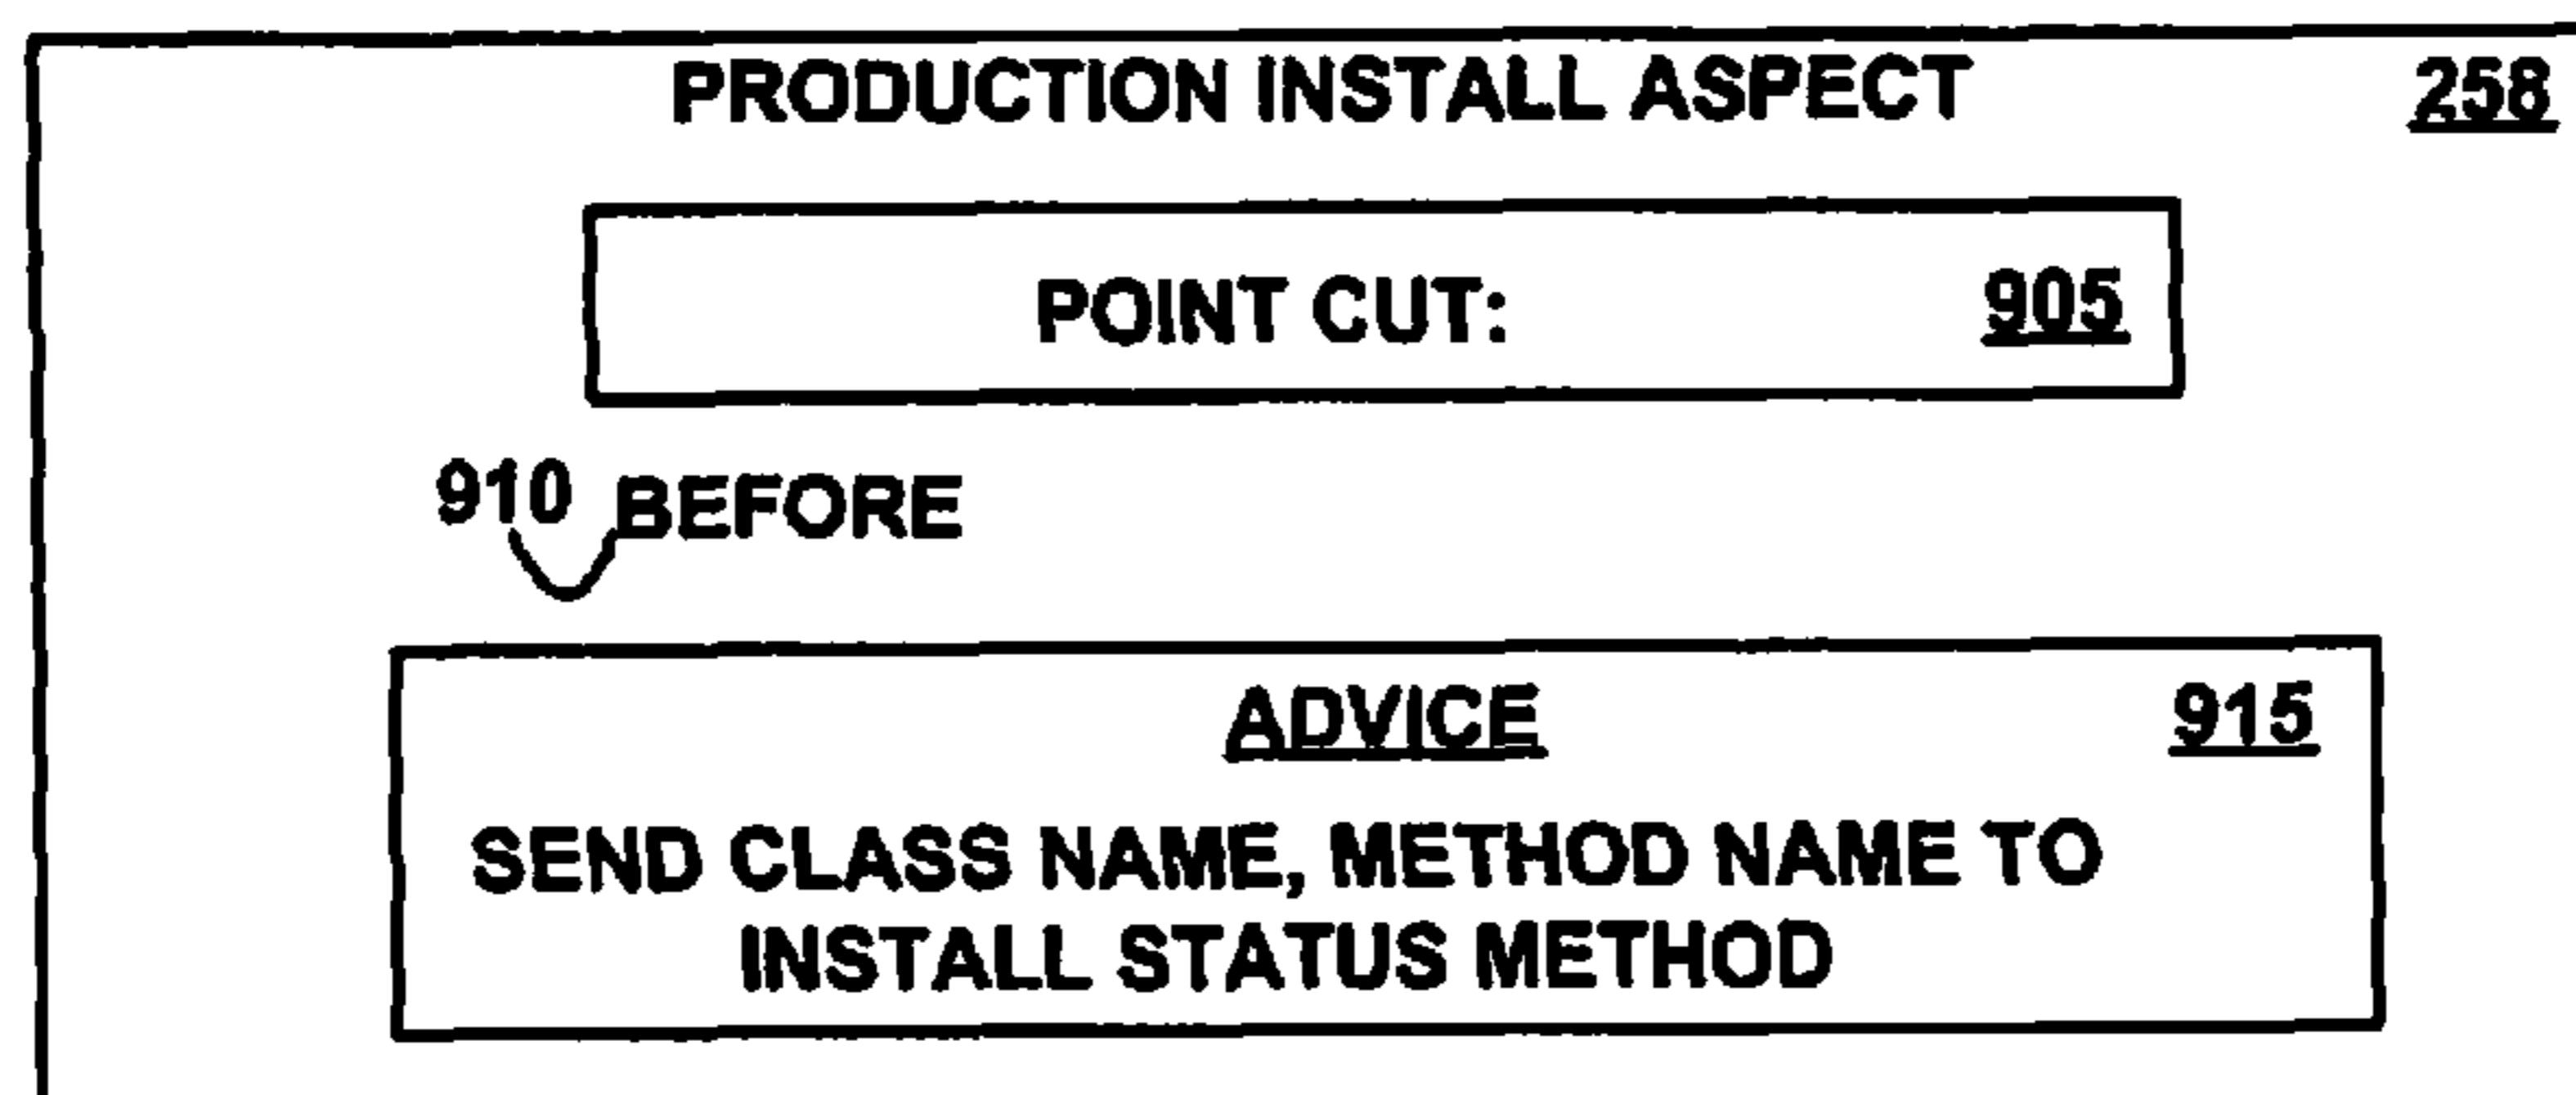 PRODUCTION INSTALL ASPECT 258
POINT CUT: 905
910 BEFORE
ADVICE 915
SEND CLASS NAME, METHOD NAME TO
INSTALL STATUS METHOD